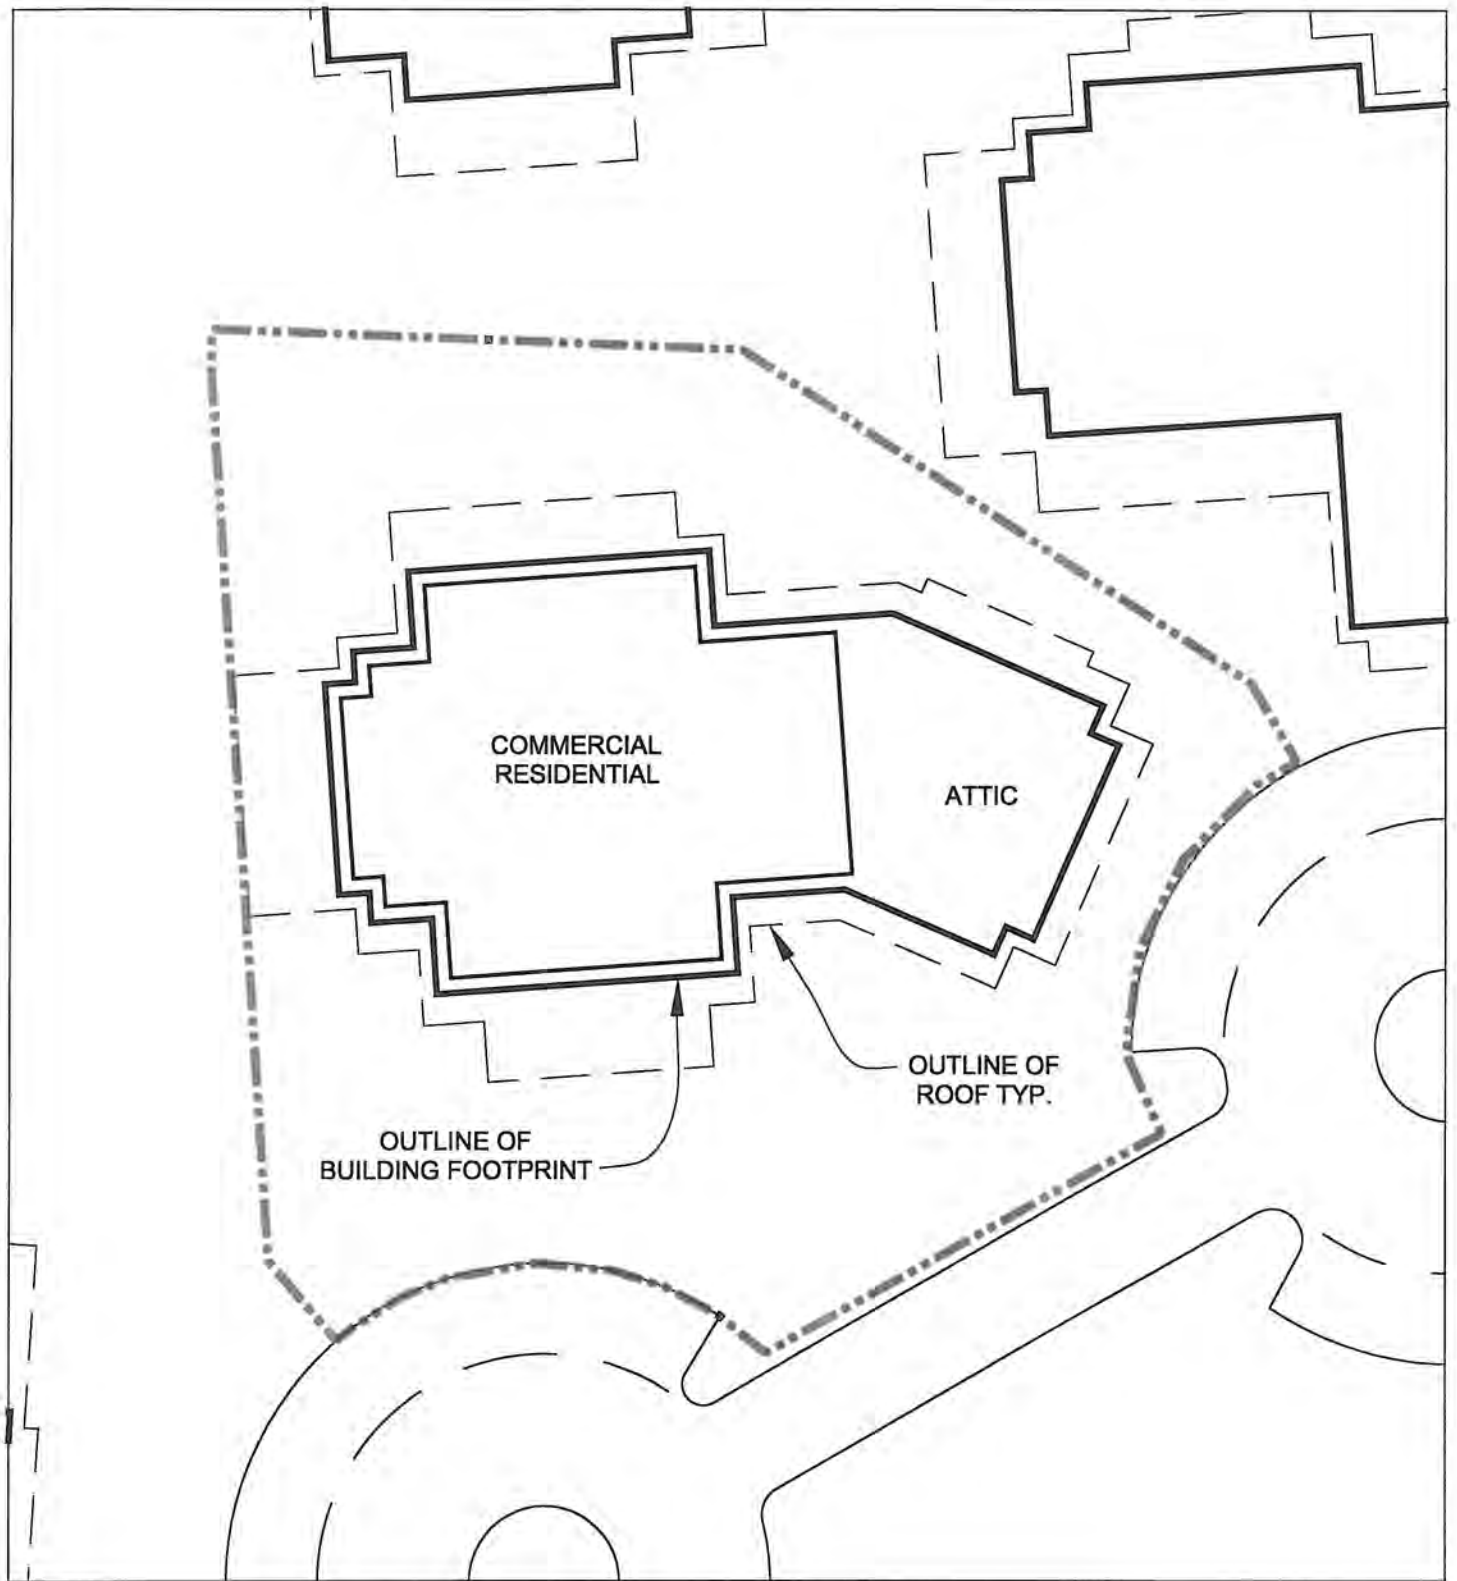 COMMERCIAL
RESIDENTIAL
ATTIC
OUTLINE OF
ROOF TYP.
OUTLINE OF
BUILDING FOOTPRINT